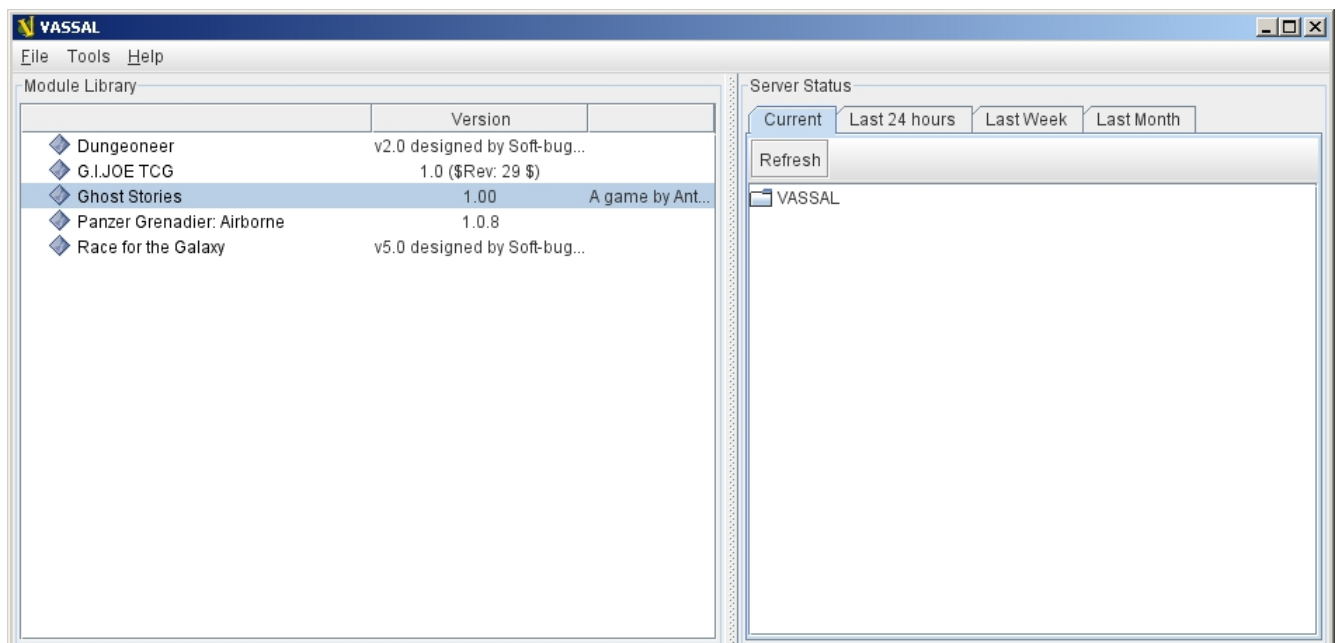 VASSAL
File Tools Help
Module Library
Version
Dungeoneer v2.0 designed by Soft-bug...
G.I.JOE TCG 1.0 ($Rev: 29 $)
Ghost Stories 1.00 A game by Ant...
Panzer Grenadier: Airborne 1.0.8
Race for the Galaxy v5.0 designed by Soft-bug...
Server Status
Current Last 24 hours Last Week Last Month
Refresh
VASSAL